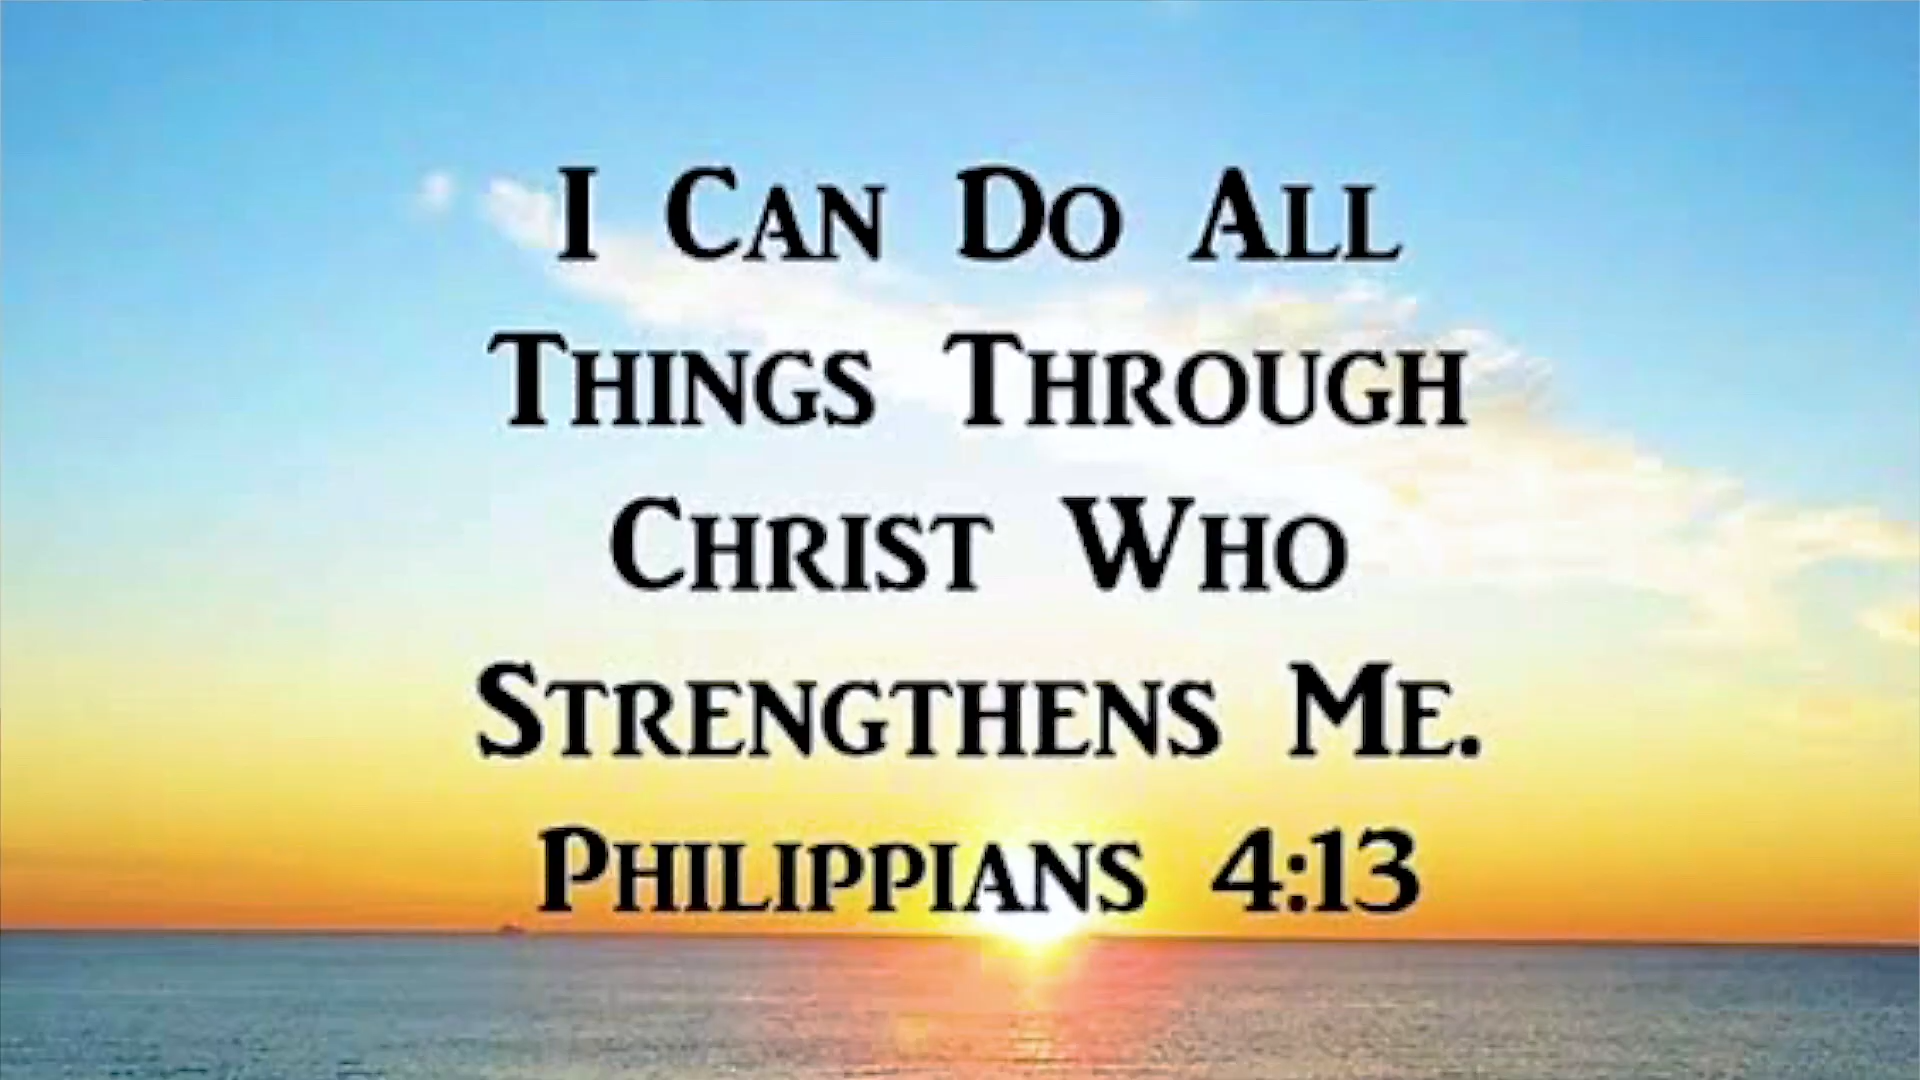 I Can Do All
Things Through
Christ Who
Strengthens Me.
Philippians 4:13